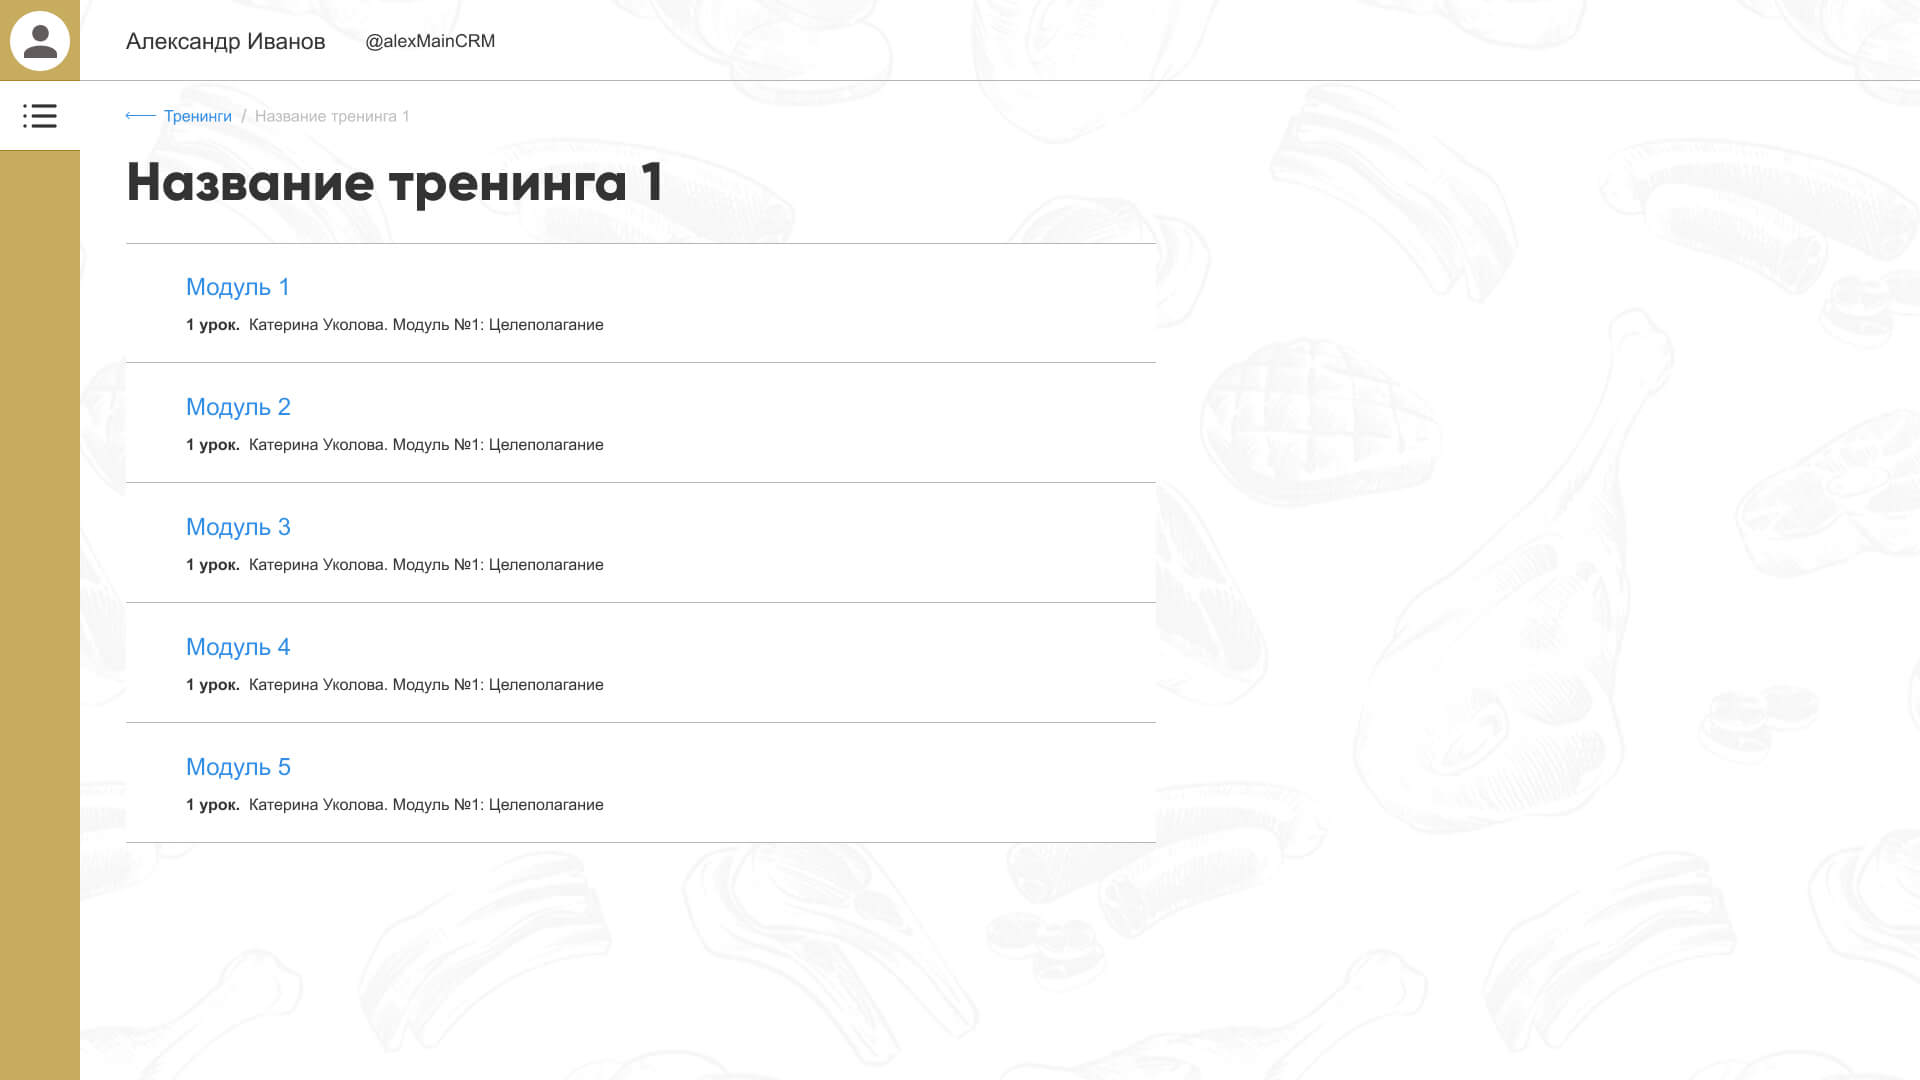 Александр Иванов @alexMainCRM
Тренинги / Название тренинга 1
Название тренинга 1
Модуль 1
1 урок. Катерина Уколова. Модуль №1: Целеполагание
Модуль 2
1 урок. Катерина Уколова. Модуль №1: Целеполагание
Модуль 3
1 урок. Катерина Уколова. Модуль №1: Целеполагание
Модуль 4
1 урок. Катерина Уколова. Модуль №1: Целеполагание
Модуль 5
1 урок. Катерина Уколова. Модуль №1: Целеполагание